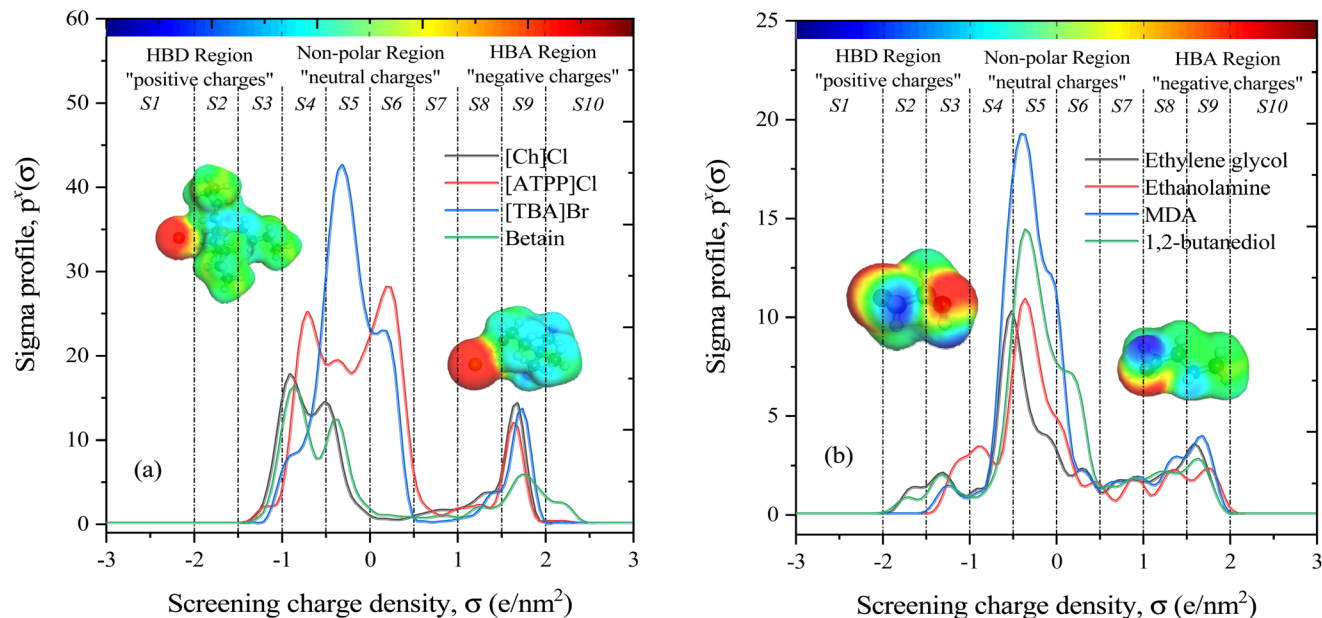 HBD Region
"positive charges"
Non-polar Region
"neutral charges"
HBA Region
"negative charges"
S1 S2 S3 S4 S5 S6 S7 S8 S9 S10
[Ch]Cl
[ATPP]Cl
[TBA]Br
Betain
(a)
60
50
40
30
20
10
0
Sigma profile, pˣ(σ)
-3 -2 -1 0 1 2 3
Screening charge density, σ (e/nm²)
HBD Region
"positive charges"
Non-polar Region
"neutral charges"
HBA Region
"negative charges"
S1 S2 S3 S4 S5 S6 S7 S8 S9 S10
Ethylene glycol
Ethanolamine
MDA
1,2-butanediol
(b)
25
20
15
10
5
0
Sigma profile, pˣ(σ)
-3 -2 -1 0 1 2 3
Screening charge density, σ (e/nm²)